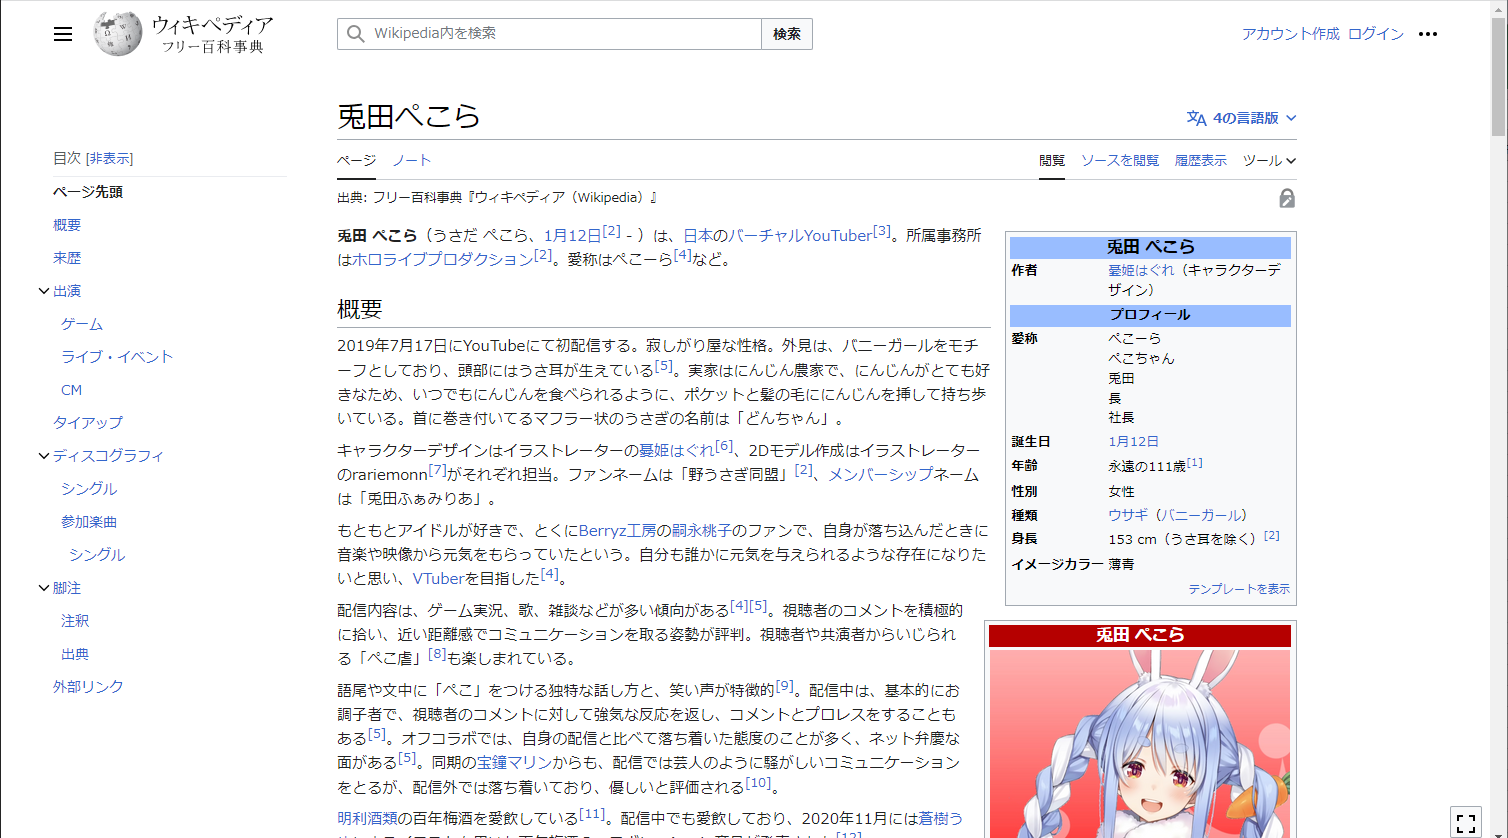 ウィキペディア
フリー百科事典
Wikipedia内を検索
検索
アカウント作成 ログイン
兎田ぺこら
4の言語版
ページ ノート
閲覧 ソースを閲覧 履歴表示 ツール
出典: フリー百科事典『ウィキペディア（Wikipedia）』
目次 [非表示]
ページ先頭
概要
来歴
出演
ゲーム
ライブ・イベント
CM
タイアップ
ディスコグラフィ
シングル
参加楽曲
シングル
脚注
注釈
出典
外部リンク
兎田 ぺこら（うさだ ぺこら、1月12日[2] - ）は、日本のバーチャルYouTuber[3]。所属事務所
はホロライブプロダクション[2]。愛称はぺこーら[4]など。
概要
2019年7月17日にYouTubeにて初配信する。寂しがり屋な性格。外見は、バニーガールをモチ
ーフとしており、頭部にはうさ耳が生えている[5]。実家はにんじん農家で、にんじんがとても好
きなため、いつでもにんじんを食べられるように、ポケットと髪の毛ににんじんを挿して持ち歩
いている。首に巻き付いてるマフラー状のうさぎの名前は「どんちゃん」。
キャラクターデザインはイラストレーターの憂姫はぐれ[6]、2Dモデル作成はイラストレーター
のrariemonn[7]がそれぞれ担当。ファンネームは「野うさぎ同盟」[2]、メンバーシップネーム
は「兎田ふぁみりあ」。
もともとアイドルが好きで、とくにBerryz工房の嗣永桃子のファンで、自身が落ち込んだときに
音楽や映像から元気をもらっていたという。自分も誰かに元気を与えられるような存在になりた
いと思い、VTuberを目指した[4]。
配信内容は、ゲーム実況、歌、雑談などが多い傾向がある[4][5]。視聴者のコメントを積極的
に拾い、近い距離感でコミュニケーションを取る姿勢が評判。視聴者や共演者からいじられ
る「ぺこ虐」[8]も楽しまれている。
語尾や文中に「ぺこ」をつける独特な話し方と、笑い声が特徴的[9]。配信中は、基本的にお
調子者で、視聴者のコメントに対して強気な反応を返し、コメントとプロレスをすることも
ある[5]。オフコラボでは、自身の配信と比べて落ち着いた態度のことが多く、ネット弁慶な
面がある[5]。同期の宝鐘マリンからも、配信では芸人のように騒がしいコミュニケーション
をとるが、配信外では落ち着いており、優しいと評価される[10]。
明利酒類の百年梅酒を愛飲している[11]。配信中でも愛飲しており、2020年11月には蒼樹う
兎田 ぺこら
作者 憂姫はぐれ（キャラクターデ
ザイン）
プロフィール
愛称 ぺこーら
ぺこちゃん
兎田
長
社長
誕生日 1月12日
年齢 永遠の111歳[1]
性別 女性
種類 ウサギ（バニーガール）
身長 153 cm（うさ耳を除く）[2]
イメージカラー 薄青
テンプレートを表示
兎田 ぺこら